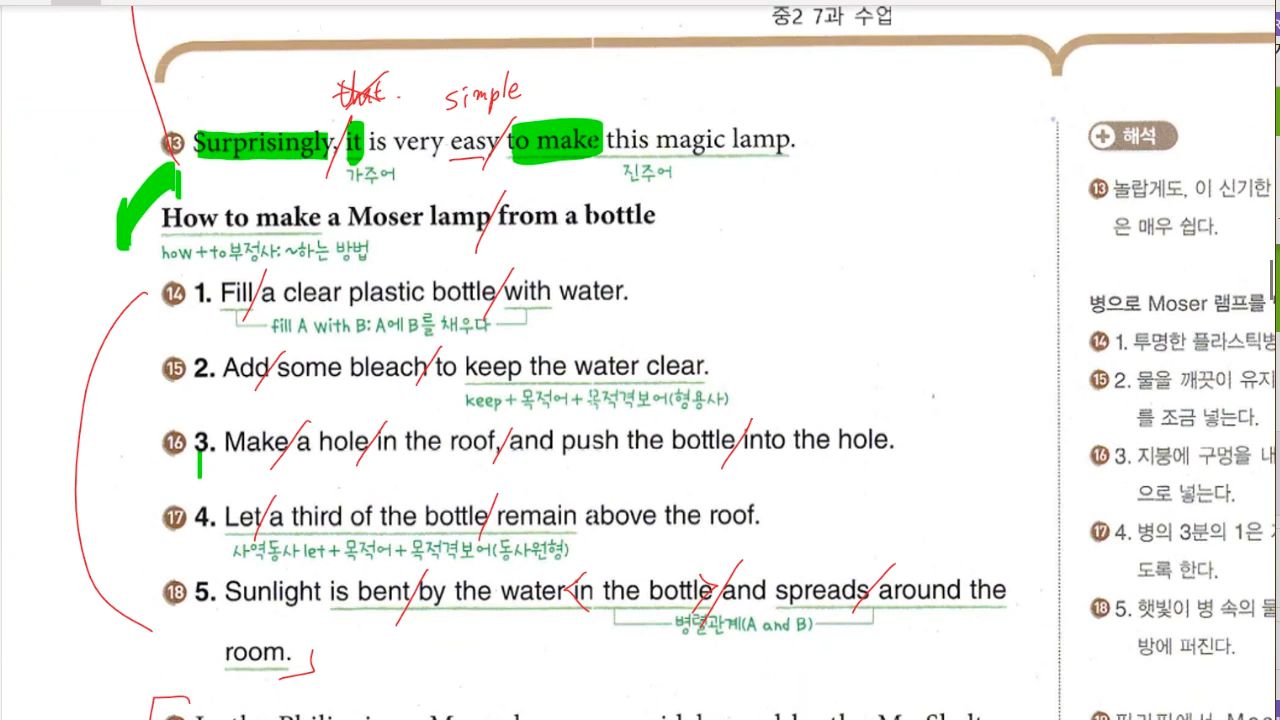 중2 7과 수업
that. simple
13 Surprisingly, it is very easy to make this magic lamp.
가주어 진주어
How to make a Moser lamp from a bottle
how+to부정사: ~하는 방법
14 1. Fill a clear plastic bottle with water.
fill A with B: A에 B를 채우다
15 2. Add some bleach to keep the water clear.
keep+목적어+목적격보어(형용사)
16 3. Make a hole in the roof, and push the bottle into the hole.
17 4. Let a third of the bottle remain above the roof.
사역동사 let+목적어+목적격보어(동사원형)
18 5. Sunlight is bent by the water in the bottle and spreads around the
병렬관계(A and B)
room.
해석
13 놀랍게도, 이 신기한
은 매우 쉽다.
병으로 Moser 램프를
14 1. 투명한 플라스틱병
15 2. 물을 깨끗이 유지
를 조금 넣는다.
16 3. 지붕에 구멍을 내
으로 넣는다.
17 4. 병의 3분의 1은
도록 한다.
18 5. 햇빛이 병 속의 물
방에 퍼진다.